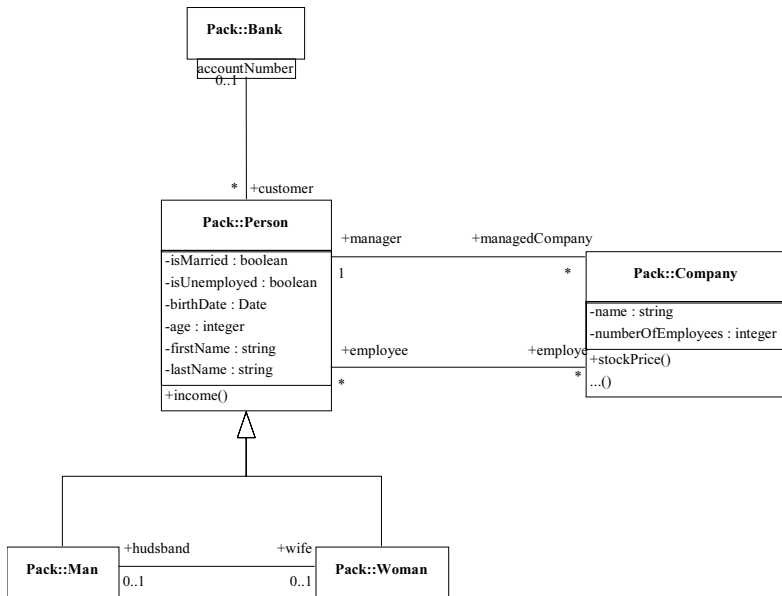 Pack::Bank
accountNumber
0..1
* +customer
Pack::Person
-isMarried : boolean
-isUnemployed : boolean
-birthDate : Date
-age : integer
-firstName : string
-lastName : string
+income()
+manager +managedCompany
1 *
+employee +employe
* *
Pack::Company
-name : string
-numberOfEmployees : integer
+stockPrice()
...()
+hudsband +wife
Pack::Man
0..1 0..1
Pack::Woman